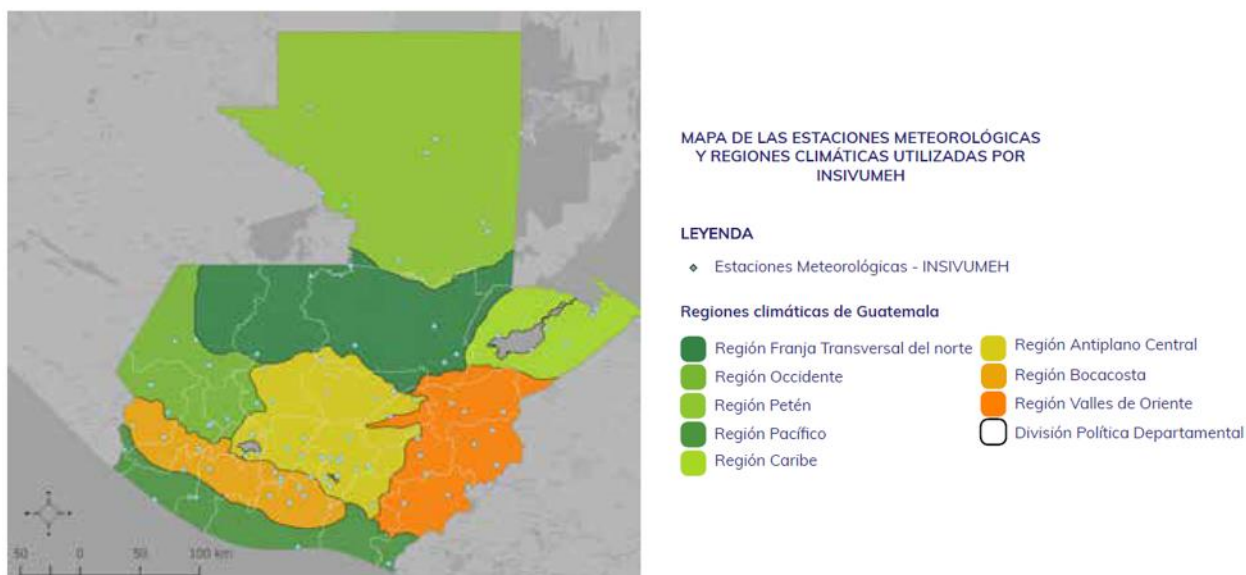 MAPA DE LAS ESTACIONES METEOROLÓGICAS
Y REGIONES CLIMÁTICAS UTILIZADAS POR
INSIVUMEH
LEYENDA
Estaciones Meteorológicas - INSIVUMEH
Regiones climáticas de Guatemala
Región Franja Transversal del norte
Región Occidente
Región Petén
Región Pacífico
Región Caribe
Región Antiplano Central
Región Bocacosta
Región Valles de Oriente
División Política Departamental
50 0 50 100 km